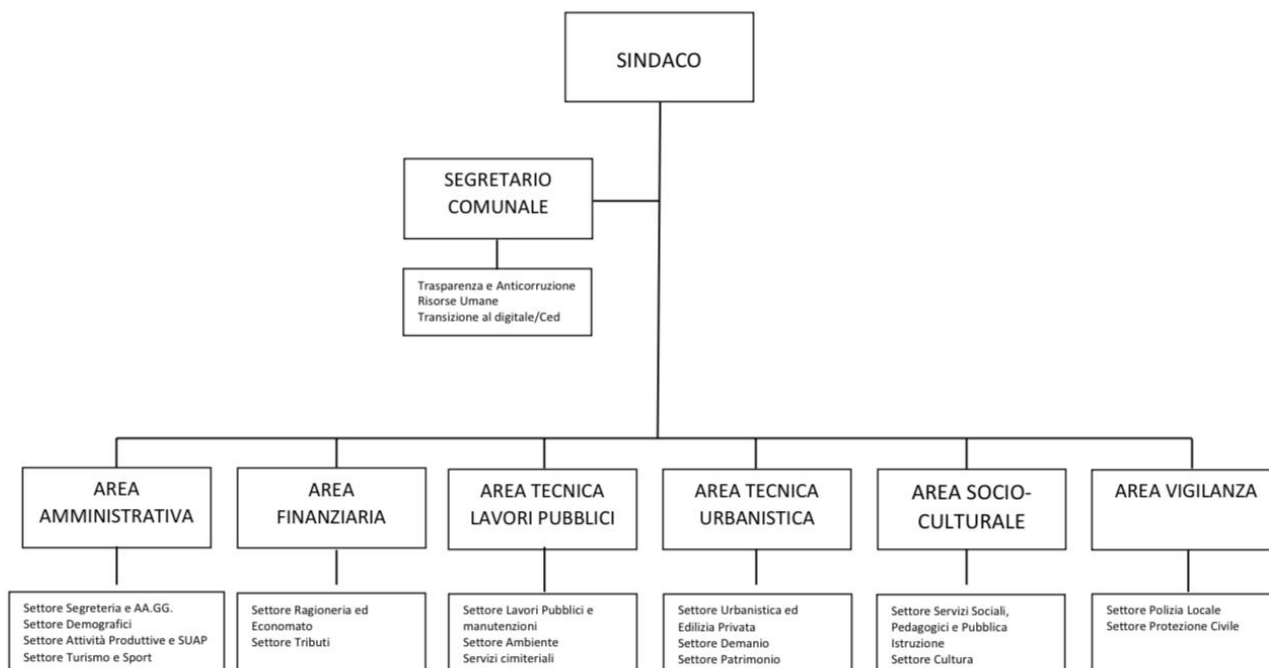 SINDACO
SEGRETARIO
COMUNALE
Trasparenza e Anticorruzione
Risorse Umane
Transizione al digitale/Ced
AREA
AMMINISTRATIVA
Settore Segreteria e AA.GG.
Settore Demografici
Settore Attività Produttive e SUAP
Settore Turismo e Sport
AREA
FINANZIARIA
Settore Ragioneria ed
Economato
Settore Tributi
AREA TECNICA
LAVORI PUBBLICI
Settore Lavori Pubblici e
manutenzioni
Settore Ambiente
Servizi cimiteriali
AREA TECNICA
URBANISTICA
Settore Urbanistica ed
Edilizia Privata
Settore Demanio
Settore Patrimonio
AREA SOCIO-
CULTURALE
Settore Servizi Sociali,
Pedagogici e Pubblica
Istruzione
Settore Cultura
AREA VIGILANZA
Settore Polizia Locale
Settore Protezione Civile